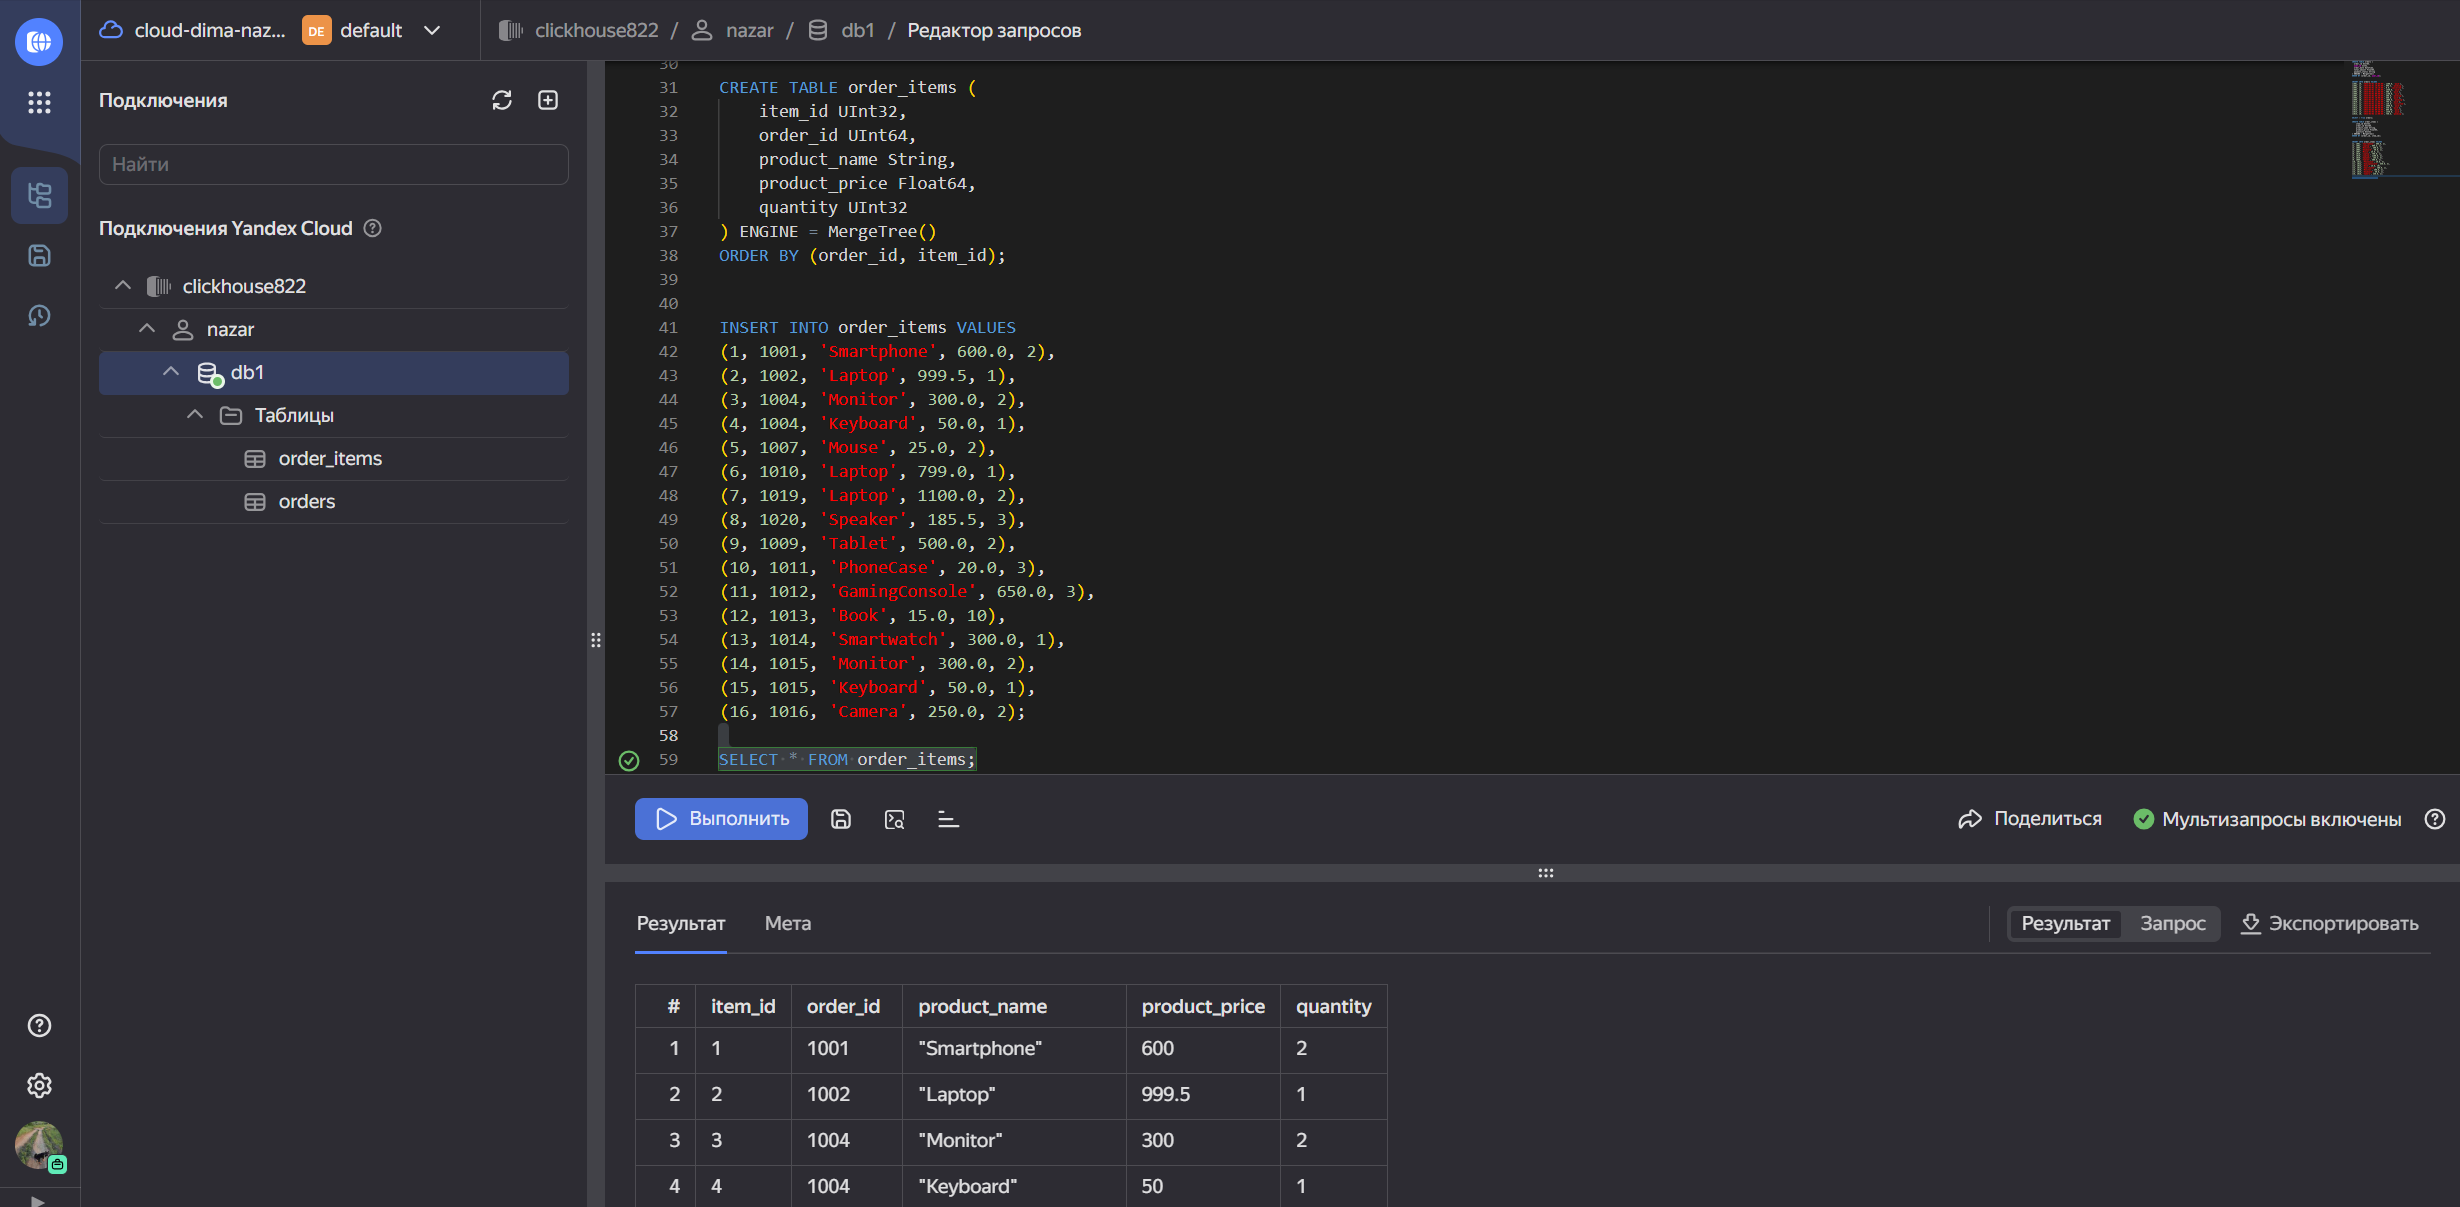 cloud-dima-naz... DE default
clickhouse822 / nazar / db1 / Редактор запросов
Подключения
Найти
Подключения Yandex Cloud
clickhouse822
nazar
db1
Таблицы
order_items
orders
30
31 CREATE TABLE order_items (
32 item_id UInt32,
33 order_id UInt64,
34 product_name String,
35 product_price Float64,
36 quantity UInt32
37 ) ENGINE = MergeTree()
38 ORDER BY (order_id, item_id);
39
40
41 INSERT INTO order_items VALUES
42 (1, 1001, 'Smartphone', 600.0, 2),
43 (2, 1002, 'Laptop', 999.5, 1),
44 (3, 1004, 'Monitor', 300.0, 2),
45 (4, 1004, 'Keyboard', 50.0, 1),
46 (5, 1007, 'Mouse', 25.0, 2),
47 (6, 1010, 'Laptop', 799.0, 1),
48 (7, 1019, 'Laptop', 1100.0, 2),
49 (8, 1020, 'Speaker', 185.5, 3),
50 (9, 1009, 'Tablet', 500.0, 2),
51 (10, 1011, 'PhoneCase', 20.0, 3),
52 (11, 1012, 'GamingConsole', 650.0, 3),
53 (12, 1013, 'Book', 15.0, 10),
54 (13, 1014, 'Smartwatch', 300.0, 1),
55 (14, 1015, 'Monitor', 300.0, 2),
56 (15, 1015, 'Keyboard', 50.0, 1),
57 (16, 1016, 'Camera', 250.0, 2);
58
59 SELECT * FROM order_items;
Выполнить
Поделиться
Мультизапросы включены
Результат Мета
Результат Запрос Экспортировать
# item_id order_id product_name product_price quantity
1 1 1001 "Smartphone" 600 2
2 2 1002 "Laptop" 999.5 1
3 3 1004 "Monitor" 300 2
4 4 1004 "Keyboard" 50 1